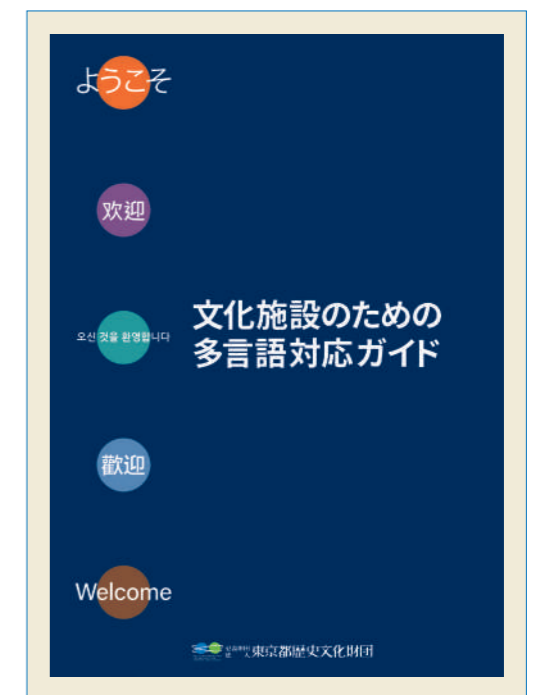 ようこそ
欢迎
오신 것을 환영합니다
文化施設のための
多言語対応ガイド
歡迎
Welcome
東京都歴史文化財団